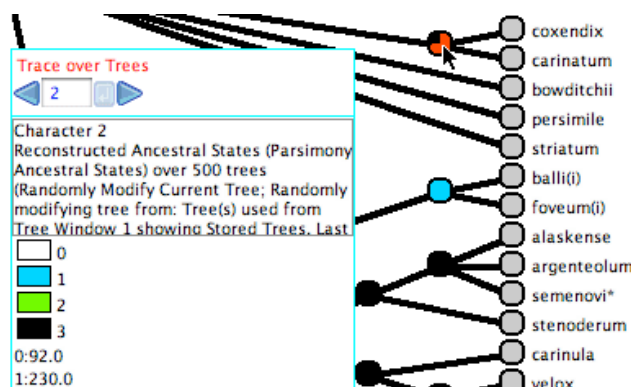 Trace over Trees
2
Character 2
Reconstructed Ancestral States (Parsimony
Ancestral States) over 500 trees
(Randomly Modify Current Tree; Randomly
modifying tree from: Tree(s) used from
Tree Window 1 showing Stored Trees. Last
0
1
2
3
0:92.0
1:230.0
coxendix
carinatum
bowditchii
persimile
striatum
balli(i)
foveum(i)
alaskense
argenteolum
semenovi*
stenoderum
carinula
velox